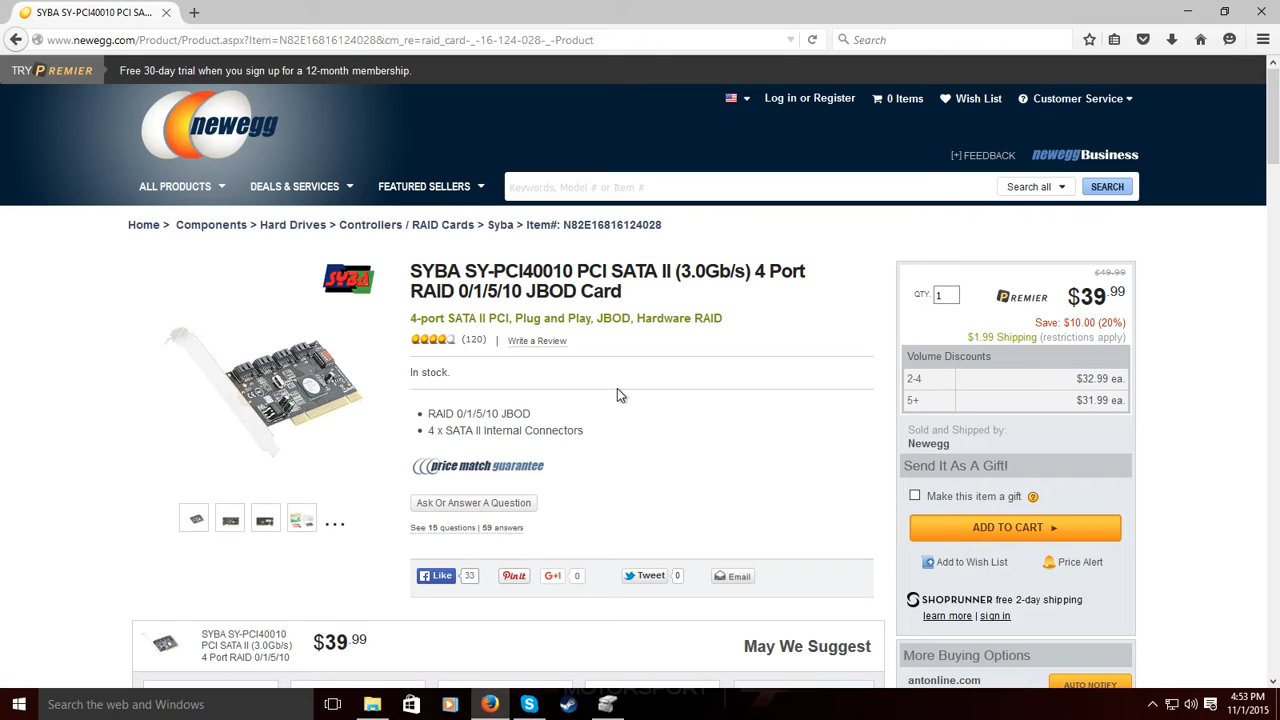 SYBA SY-PCI40010 PCI SA...
www.newegg.com/Product/Product.aspx?Item=N82E16816124028&cm_re=raid_card-_-16-124-028-_-Product
Search
TRY PREMIER
Free 30-day trial when you sign up for a 12-month membership.
newegg
Log in or Register
0 Items
Wish List
Customer Service
[+] FEEDBACK
neweggBusiness
ALL PRODUCTS
DEALS & SERVICES
FEATURED SELLERS
Keywords, Model # or Item #
Search all
SEARCH
Home > Components > Hard Drives > Controllers / RAID Cards > Syba > Item#: N82E16816124028
SYBA
SYBA SY-PCI40010 PCI SATA II (3.0Gb/s) 4 Port
RAID 0/1/5/10 JBOD Card
4-port SATA II PCI, Plug and Play, JBOD, Hardware RAID
(120) | Write a Review
In stock.
• RAID 0/1/5/10 JBOD
• 4 x SATA II Internal Connectors
price match guarantee
Ask Or Answer A Question
See 15 questions | 59 answers
...
Like 33
Pin it
G+1 0
Tweet 0
Email
$49.99
QTY. 1
PREMIER $39.99
Save: $10.00 (20%)
$1.99 Shipping (restrictions apply)
Volume Discounts
2-4 $32.99 ea.
5+ $31.99 ea.
Sold and Shipped by:
Newegg
Send It As A Gift!
Make this item a gift
ADD TO CART
Add to Wish List
Price Alert
SHOPRUNNER free 2-day shipping
learn more | sign in
More Buying Options
antonline.com
AUTO NOTIFY
SYBA SY-PCI40010
PCI SATA II (3.0Gb/s)
4 Port RAID 0/1/5/10
$39.99
May We Suggest
MOTORSPORT
Search the web and Windows
4:53 PM
11/1/2015